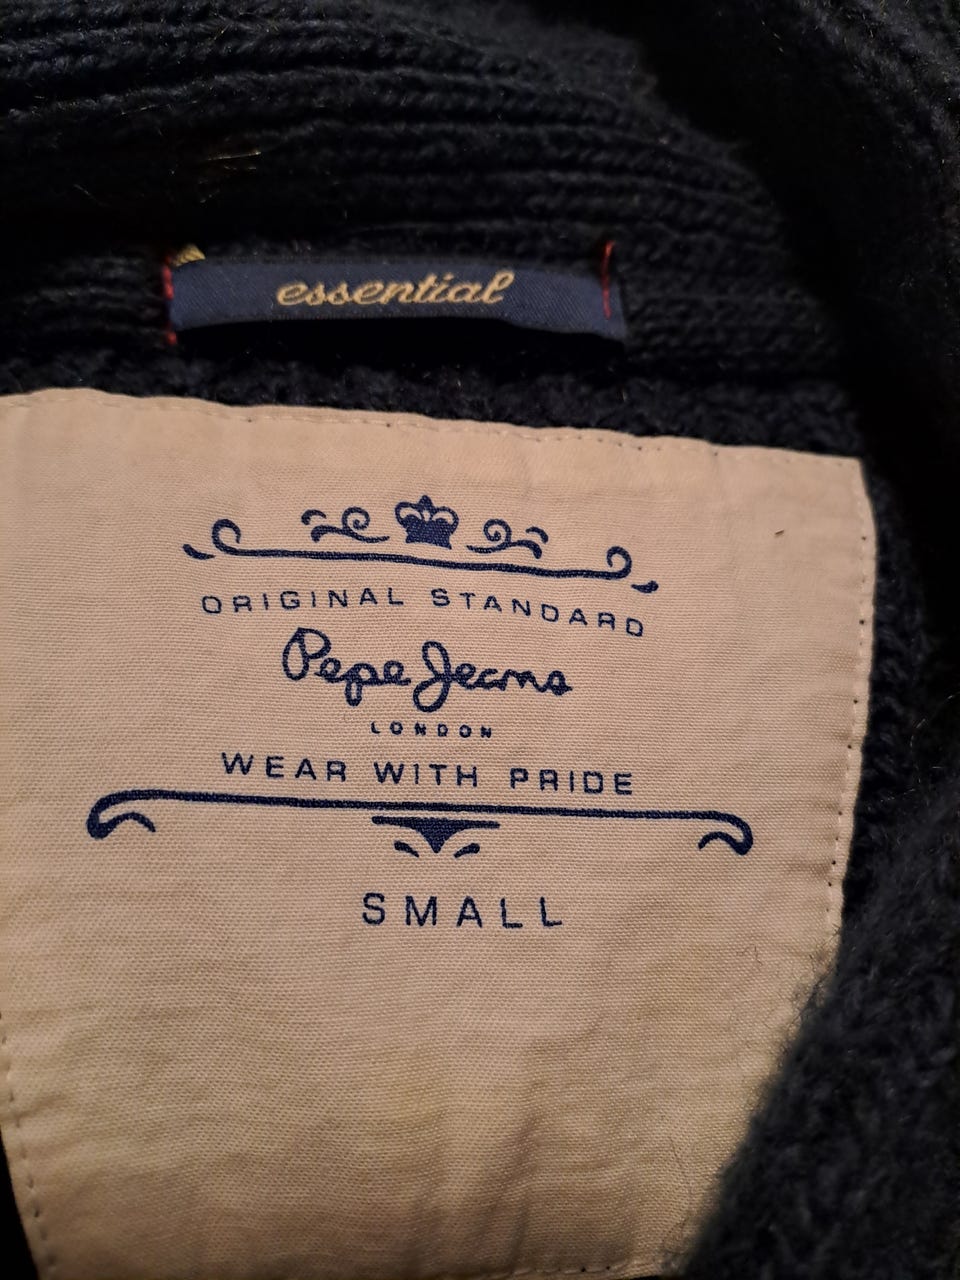 essential
ORIGINAL STANDARD
Pepe Jeans
LONDON
WEAR WITH PRIDE
SMALL